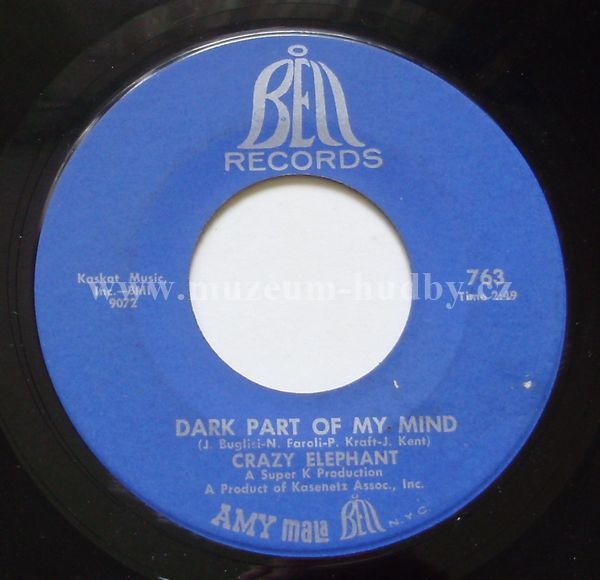 BELL
RECORDS
Kaskat Music,
Inc.-BMI
9072
763
Time 2:19
www.muzeum-hudby.cz
DARK PART OF MY MIND
(J. Buglisi-N. Faroli-P. Kraft-J. Kent)
CRAZY ELEPHANT
A Super K Production
A Product of Kasenetz Assoc., Inc.
AMY mala BELL N.Y.C.